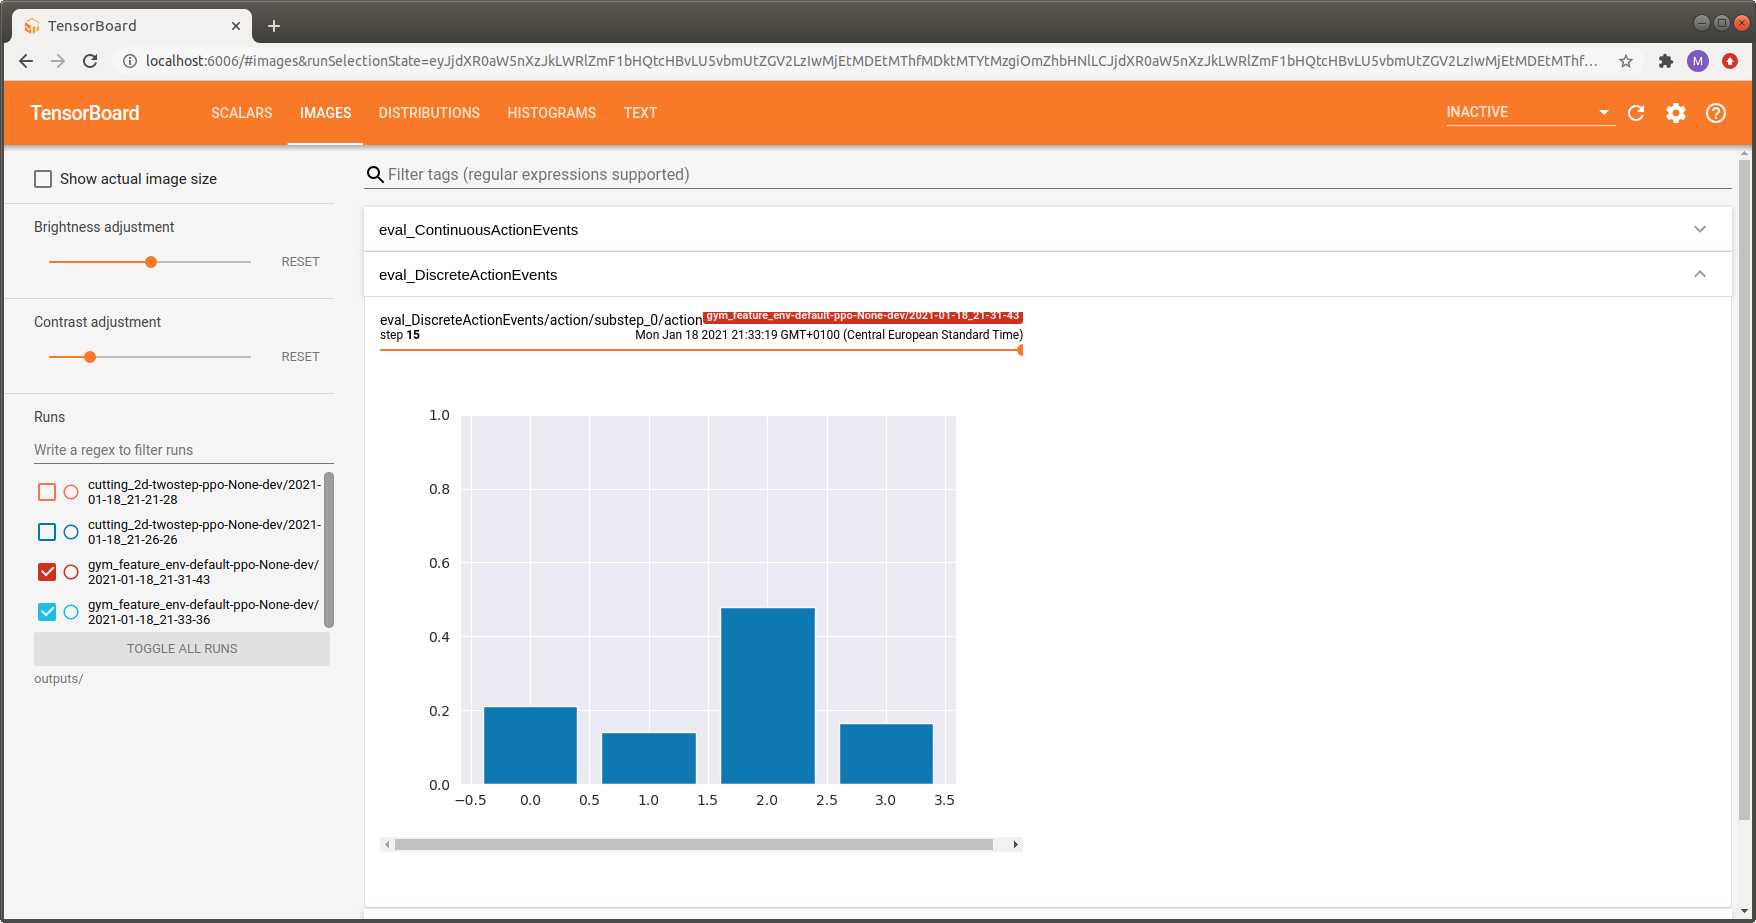 TensorBoard
localhost:6006/#images&runSelectionState=eyJjdXR0aW5nXzJkLWRlZmF1bHQtcHBvLU5vbmUtZGV2LzIwMjEtMDEtMThfMDktMTYtMzgiOmZhbHNlLCJjdXR0aW5nXzJkLWRlZmF1bHQtcHBvLU5vbmUtZGV2LzIwMjEtMDEtMThf...
M
TensorBoard
SCALARS
IMAGES
DISTRIBUTIONS
HISTOGRAMS
TEXT
INACTIVE
Show actual image size
Brightness adjustment
RESET
Contrast adjustment
RESET
Runs
Write a regex to filter runs
cutting_2d-twostep-ppo-None-dev/2021-
01-18_21-21-28
cutting_2d-twostep-ppo-None-dev/2021-
01-18_21-26-26
gym_feature_env-default-ppo-None-dev/
2021-01-18_21-31-43
gym_feature_env-default-ppo-None-dev/
2021-01-18_21-33-36
TOGGLE ALL RUNS
outputs/
Filter tags (regular expressions supported)
eval_ContinuousActionEvents
eval_DiscreteActionEvents
eval_DiscreteActionEvents/action/substep_0/action
gym_feature_env-default-ppo-None-dev/2021-01-18_21-31-43
step 15
Mon Jan 18 2021 21:33:19 GMT+0100 (Central European Standard Time)
1.0
0.8
0.6
0.4
0.2
0.0
−0.5 0.0 0.5 1.0 1.5 2.0 2.5 3.0 3.5